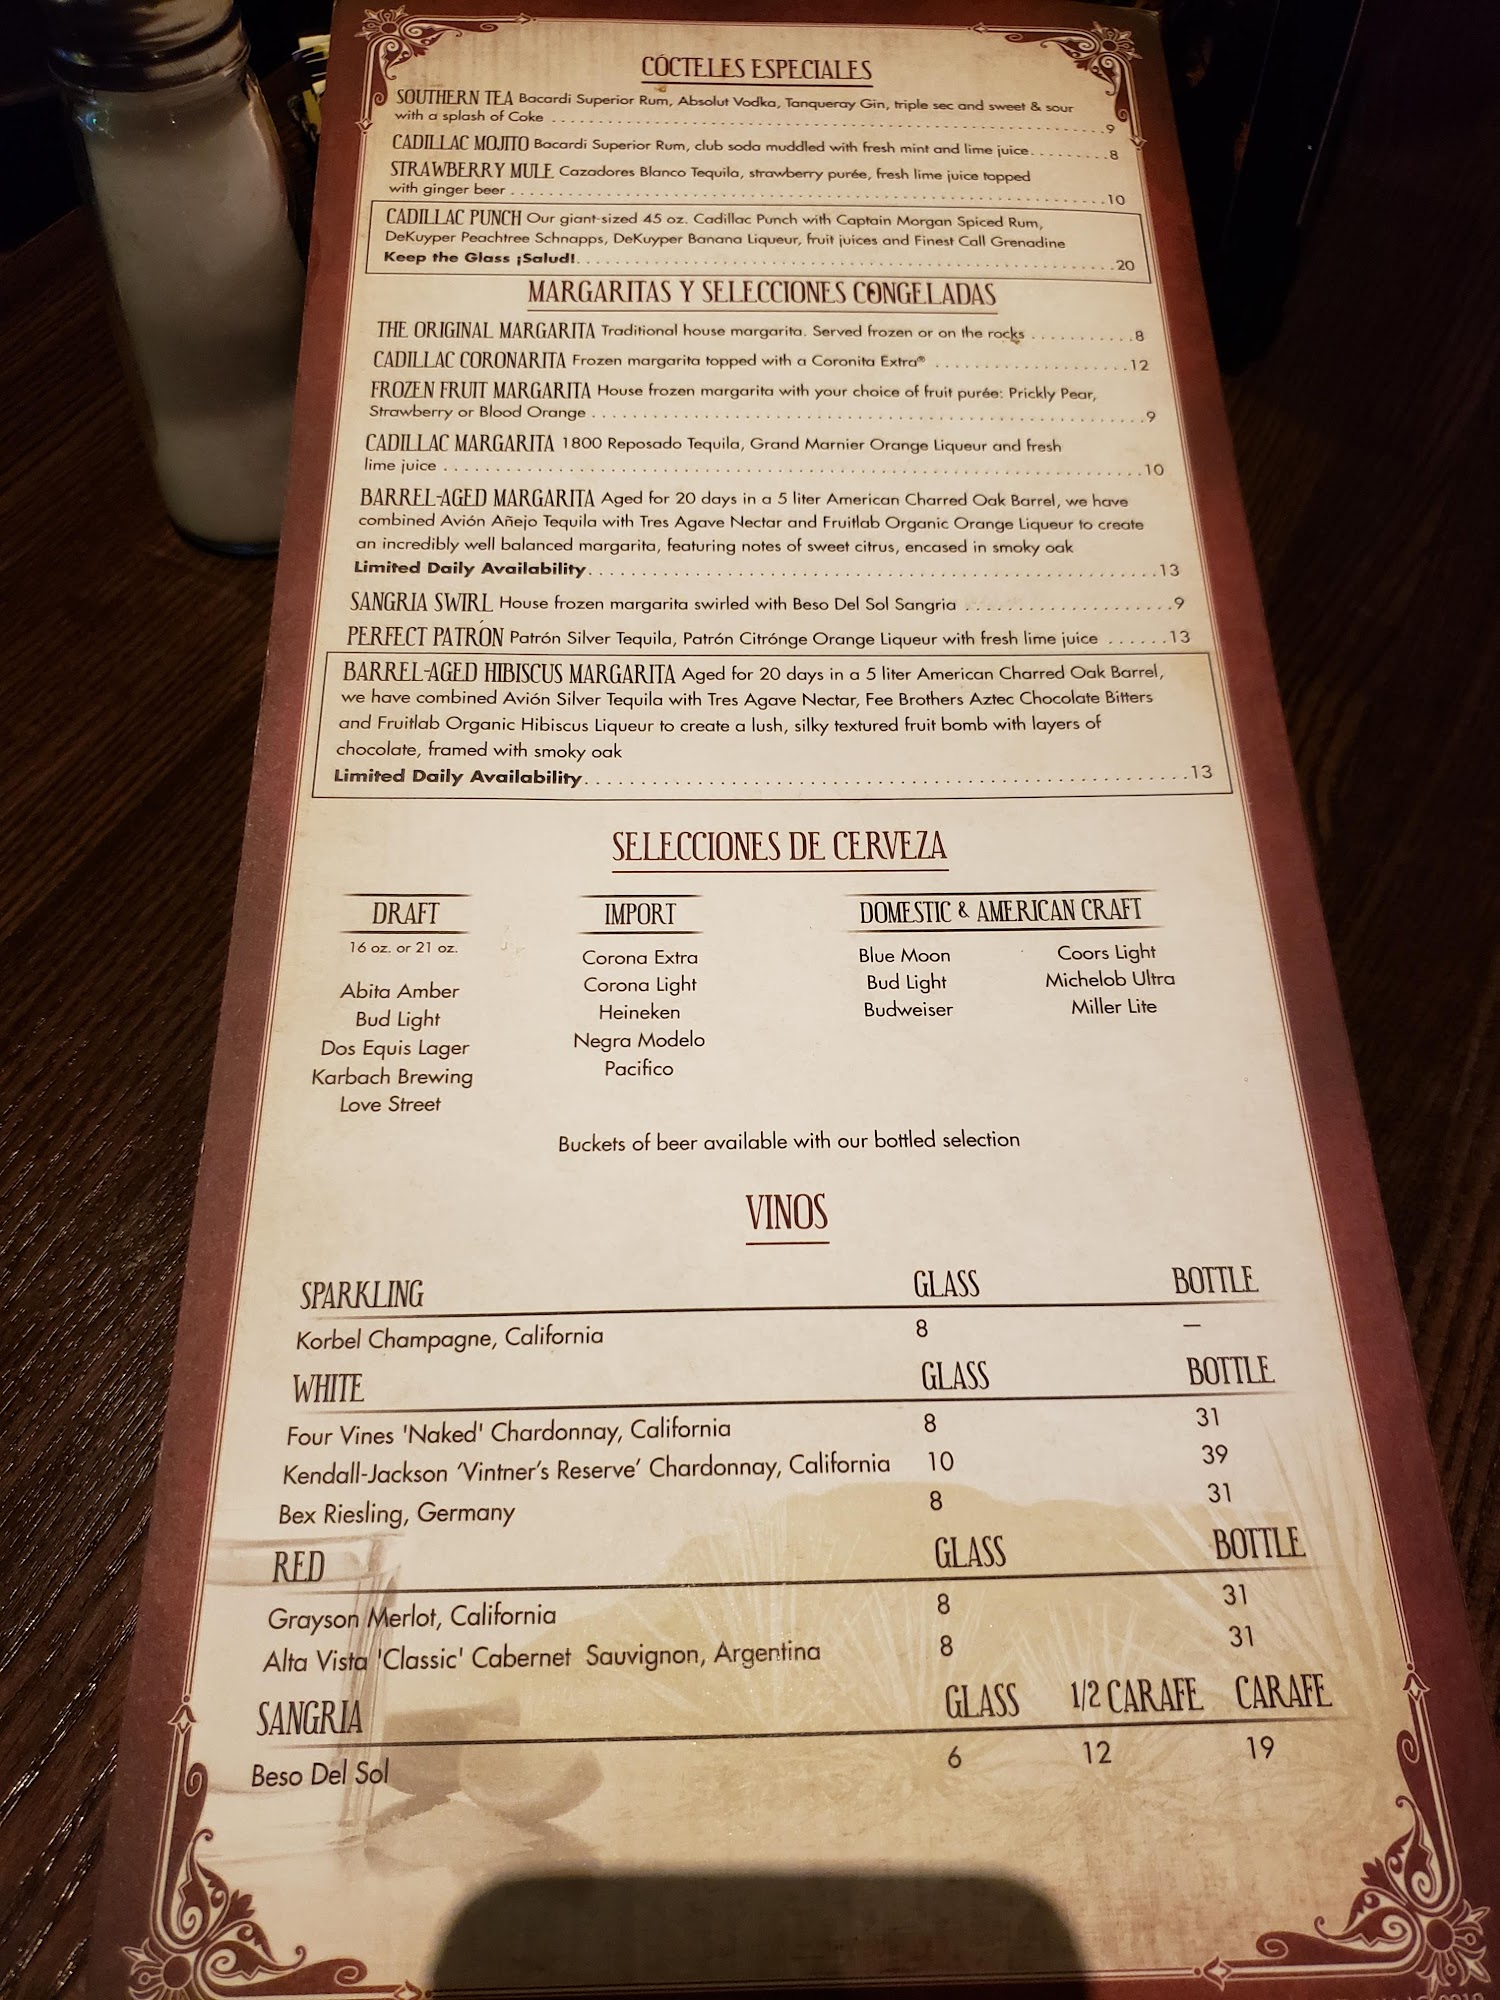 CÓCTELES ESPECIALES
SOUTHERN TEA Bacardi Superior Rum, Absolut Vodka, Tanqueray Gin, triple sec and sweet & sour
with a splash of Coke 9
CADILLAC MOJITO Bacardi Superior Rum, club soda muddled with fresh mint and lime juice 8
STRAWBERRY MULE Cazadores Blanco Tequila, strawberry purée, fresh lime juice topped
with ginger beer 10
CADILLAC PUNCH Our giant-sized 45 oz. Cadillac Punch with Captain Morgan Spiced Rum,
DeKuyper Peachtree Schnapps, DeKuyper Banana Liqueur, fruit juices and Finest Call Grenadine
Keep the Glass ¡Salud! 20
MARGARITAS Y SELECCIONES CONGELADAS
THE ORIGINAL MARGARITA Traditional house margarita. Served frozen or on the rocks 8
CADILLAC CORONARITA Frozen margarita topped with a Coronita Extra® 12
FROZEN FRUIT MARGARITA House frozen margarita with your choice of fruit purée: Prickly Pear,
Strawberry or Blood Orange 9
CADILLAC MARGARITA 1800 Reposado Tequila, Grand Marnier Orange Liqueur and fresh
lime juice 10
BARREL-AGED MARGARITA Aged for 20 days in a 5 liter American Charred Oak Barrel, we have
combined Avión Añejo Tequila with Tres Agave Nectar and Fruitlab Organic Orange Liqueur to create
an incredibly well balanced margarita, featuring notes of sweet citrus, encased in smoky oak
Limited Daily Availability 13
SANGRIA SWIRL House frozen margarita swirled with Beso Del Sol Sangria 9
PERFECT PATRÓN Patrón Silver Tequila, Patrón Citrónge Orange Liqueur with fresh lime juice 13
BARREL-AGED HIBISCUS MARGARITA Aged for 20 days in a 5 liter American Charred Oak Barrel,
we have combined Avión Silver Tequila with Tres Agave Nectar, Fee Brothers Aztec Chocolate Bitters
and Fruitlab Organic Hibiscus Liqueur to create a lush, silky textured fruit bomb with layers of
chocolate, framed with smoky oak
Limited Daily Availability 13
SELECCIONES DE CERVEZA
DRAFT
16 oz. or 21 oz.
Abita Amber
Bud Light
Dos Equis Lager
Karbach Brewing
Love Street
IMPORT
Corona Extra
Corona Light
Heineken
Negra Modelo
Pacifico
DOMESTIC & AMERICAN CRAFT
Blue Moon
Bud Light
Budweiser
Coors Light
Michelob Ultra
Miller Lite
Buckets of beer available with our bottled selection
VINOS
SPARKLING GLASS BOTTLE
Korbel Champagne, California 8 —
WHITE GLASS BOTTLE
Four Vines 'Naked' Chardonnay, California 8 31
Kendall-Jackson 'Vintner's Reserve' Chardonnay, California 10 39
Bex Riesling, Germany 8 31
RED GLASS BOTTLE
Grayson Merlot, California 8 31
Alta Vista 'Classic' Cabernet Sauvignon, Argentina 8 31
SANGRIA GLASS 1/2 CARAFE CARAFE
Beso Del Sol 6 12 19